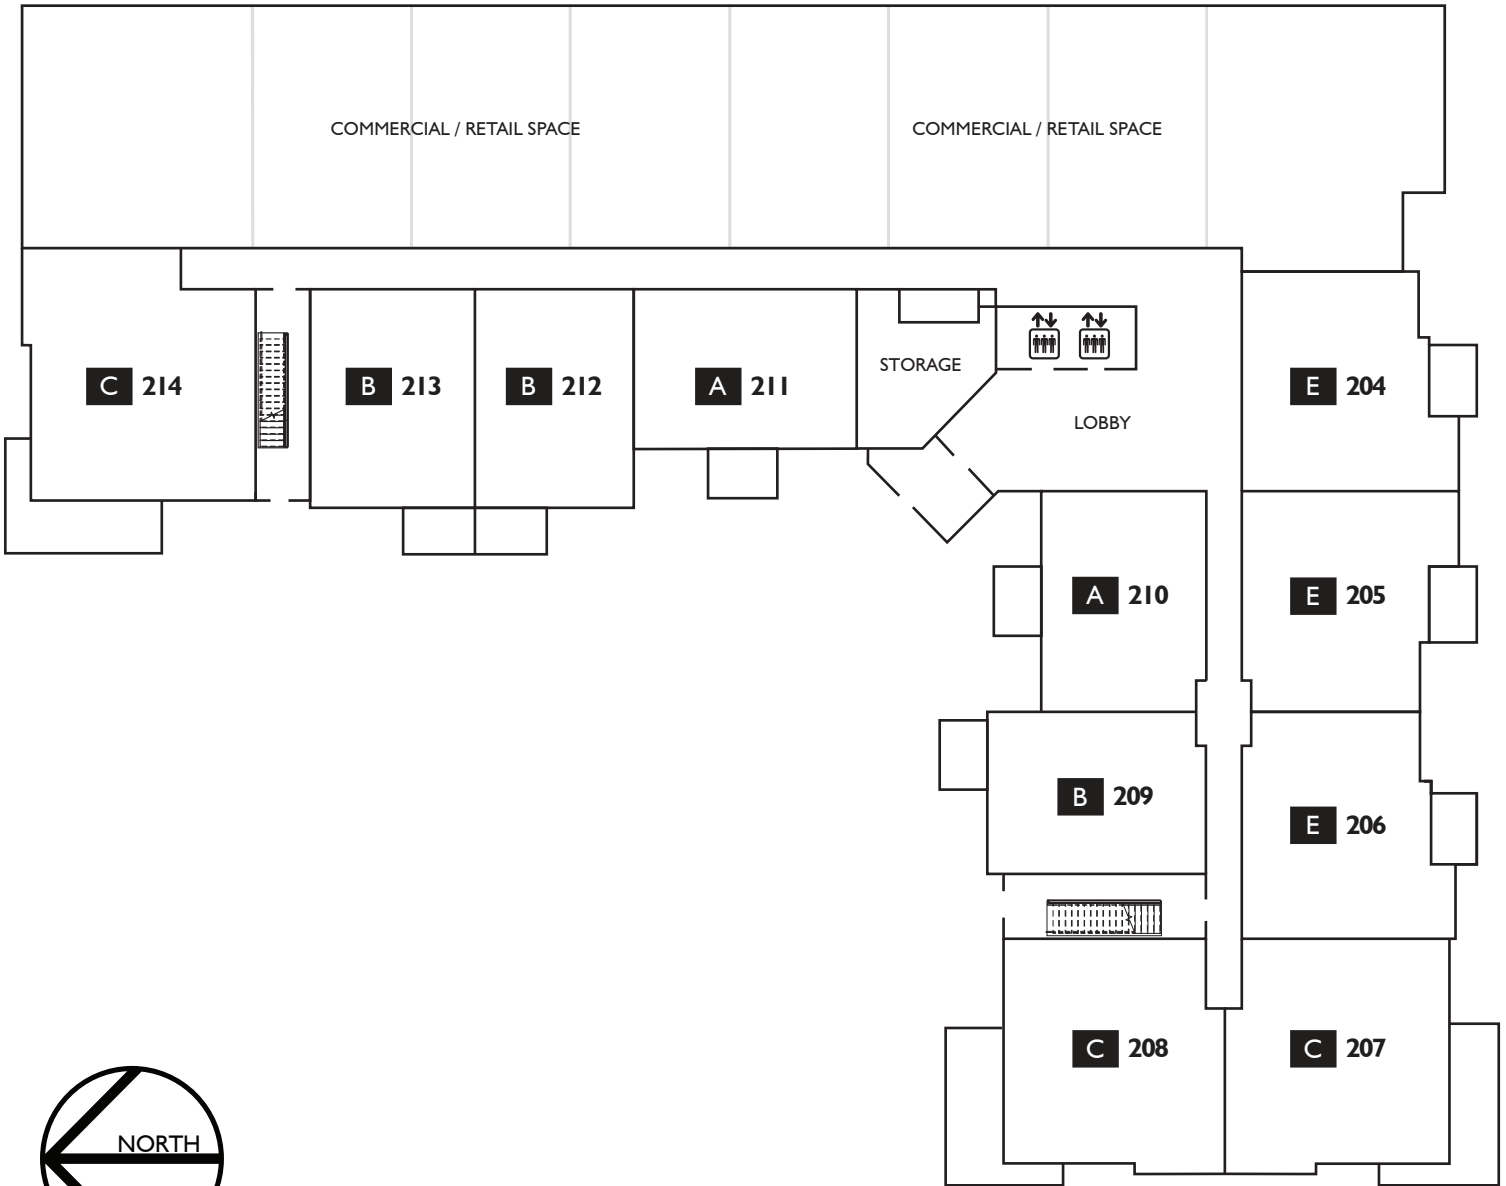 COMMERCIAL / RETAIL SPACE
COMMERCIAL / RETAIL SPACE
STORAGE
LOBBY
C 214
B 213
B 212
A 211
E 204
A 210
E 205
B 209
E 206
C 208
C 207
NORTH